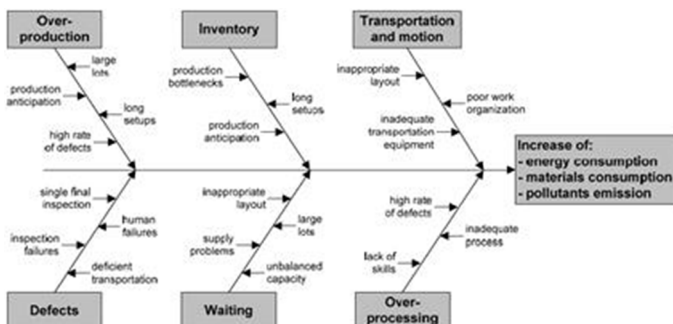 Over-
production
Inventory
Transportation
and motion
large
lots
production
anticipation
long
setups
high rate
of defects
production
bottlenecks
long
setups
production
anticipation
inappropriate
layout
poor work
organization
inadequate
transportation
equipment
Increase of:
- energy consumption
- materials consumption
- pollutants emission
single final
inspection
human
failures
inspection
failures
deficient
transportation
inappropriate
layout
large
lots
supply
problems
unbalanced
capacity
high rate
of defects
inadequate
process
lack of
skills
Defects
Waiting
Over-
processing